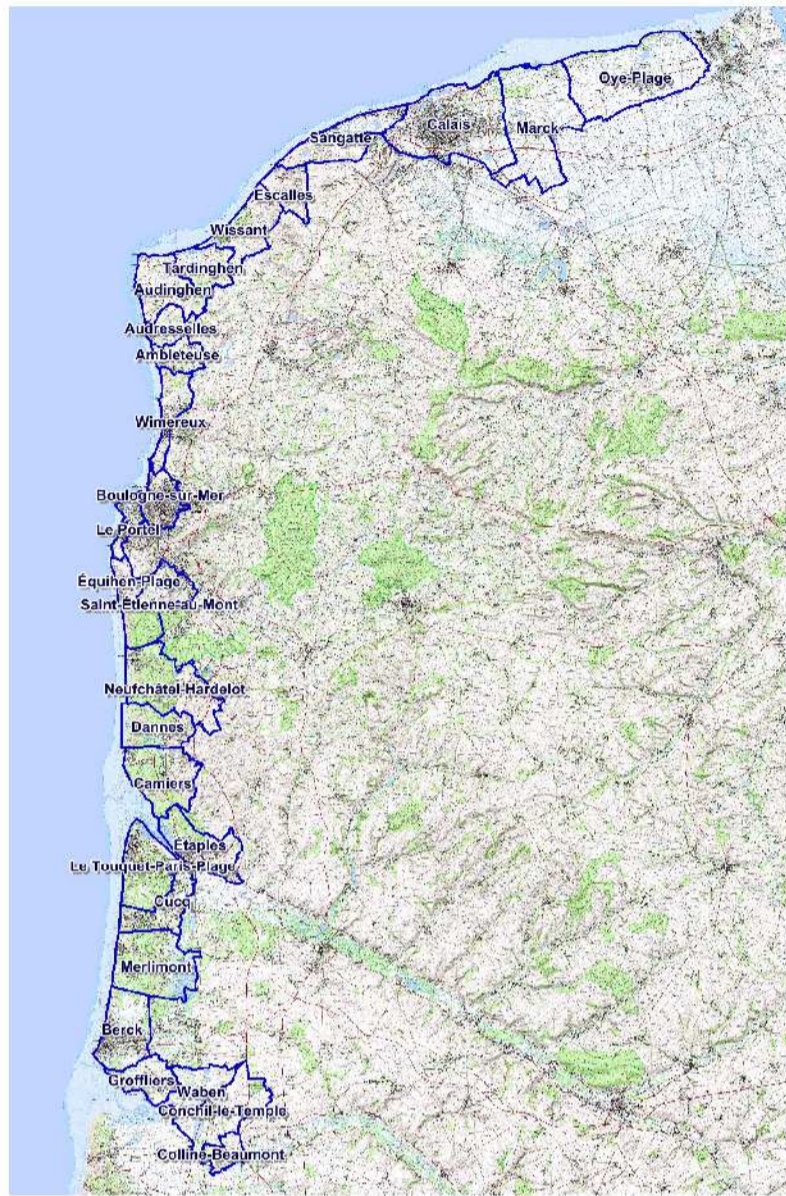 Oye-Plage
Calais
Marck
Sangatte
Escalles
Wissant
Tardinghen
Audinghen
Audresselles
Ambleteuse
Wimereux
Boulogne-sur-Mer
Le Portel
Équihen-Plage
Saint-Étienne-au-Mont
Neufchâtel-Hardelot
Dannes
Camiers
Étaples
Le Touquet-Paris-Plage
Cucq
Merlimont
Berck
Groffliers
Waben
Conchil-le-Temple
Colline-Beaumont